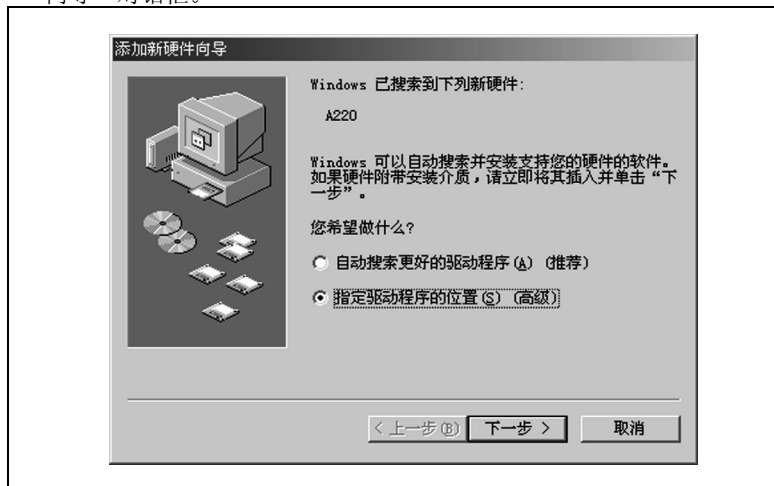 添加新硬件向导
Windows 已搜索到下列新硬件:
A220
Windows 可以自动搜索并安装支持您的硬件的软件。
如果硬件附带安装介质，请立即将其插入并单击“下
一步”。
您希望做什么?
自动搜索更好的驱动程序(A) (推荐)
指定驱动程序的位置(S) (高级)
< 上一步(B)
下一步 >
取消